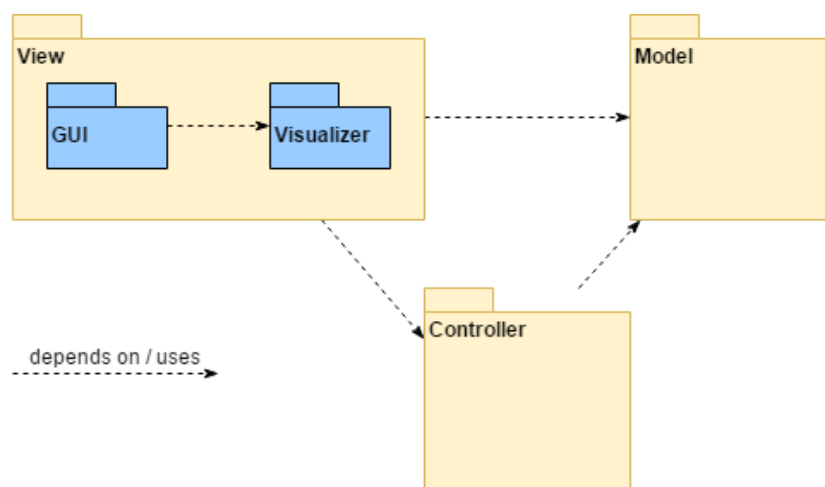 View
Model
GUI
Visualizer
Controller
depends on / uses